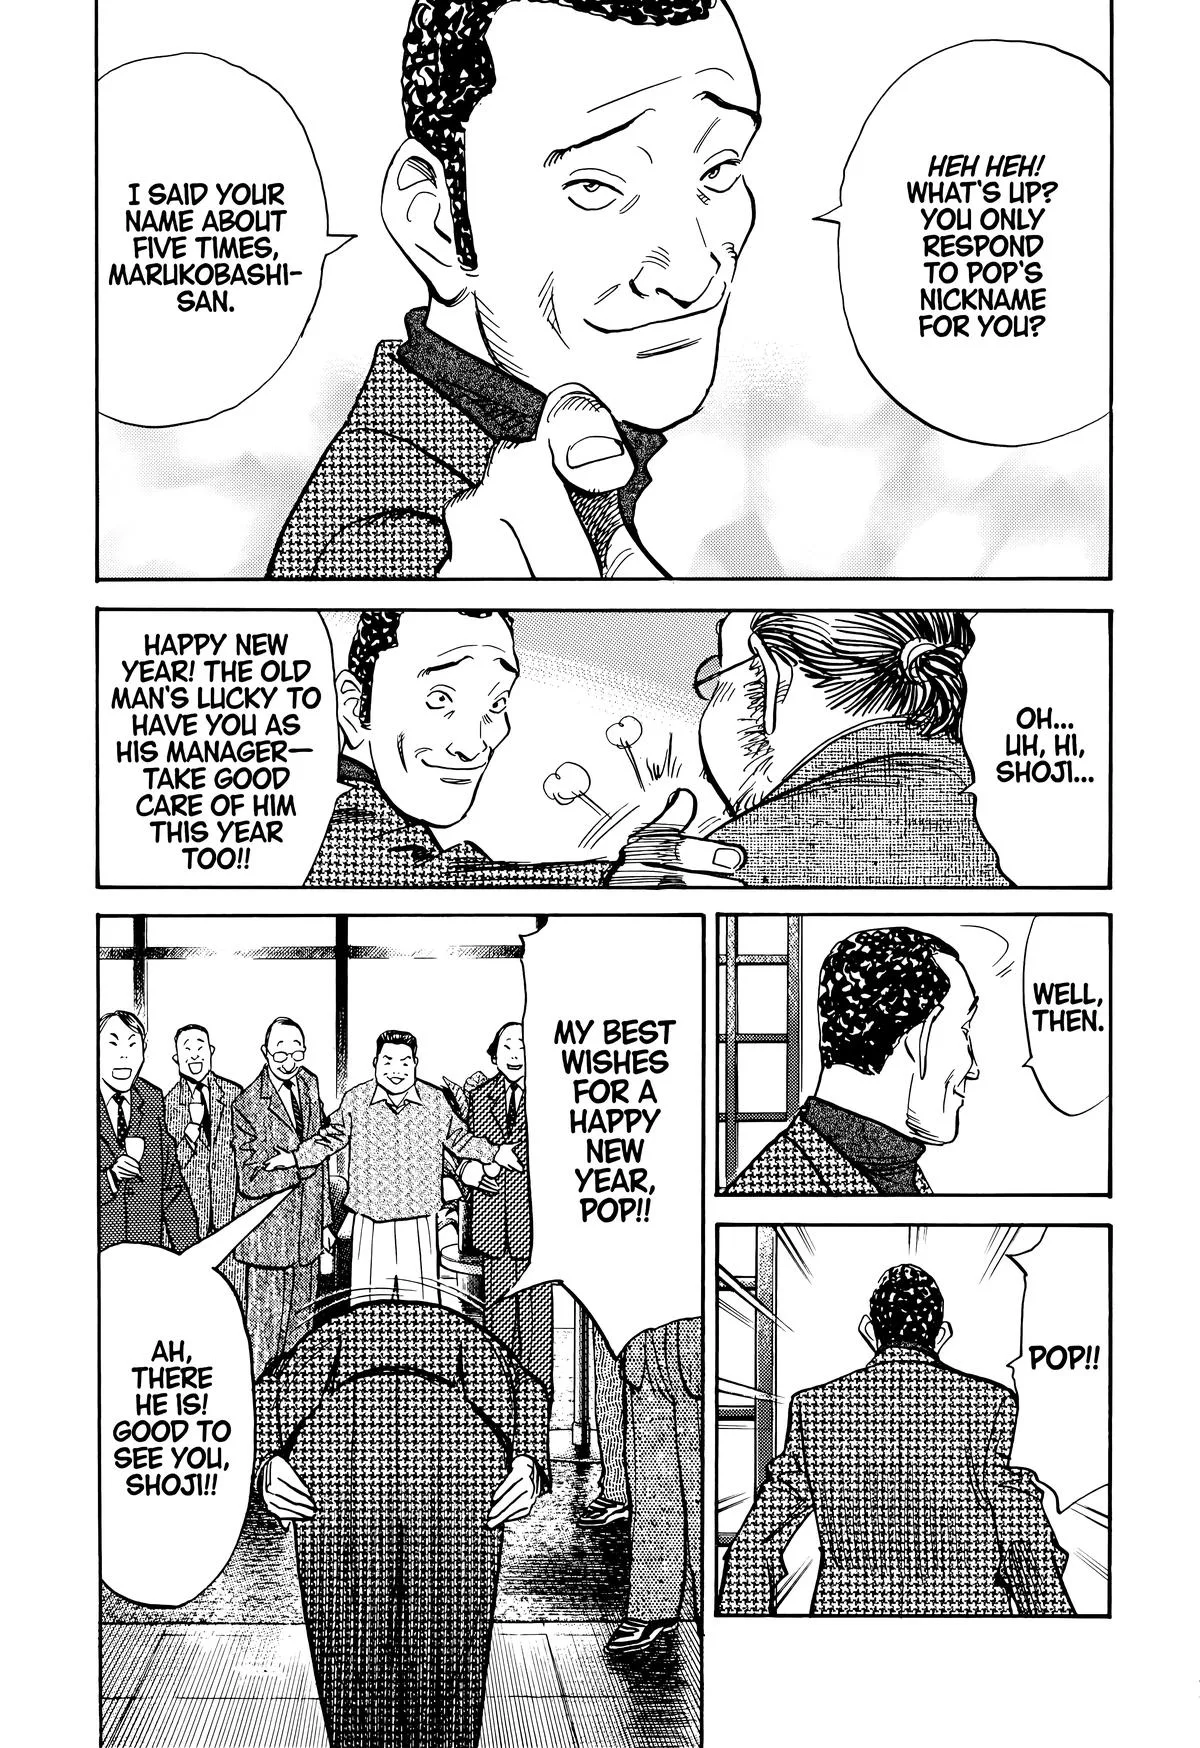 HEH HEH!
WHAT'S UP?
YOU ONLY
RESPOND
TO POP'S
NICKNAME
FOR YOU?
I SAID YOUR
NAME ABOUT
FIVE TIMES,
MARUKOBASHI-
SAN.
OH...
UH, HI,
SHOJI...
HAPPY NEW
YEAR! THE OLD
MAN'S LUCKY TO
HAVE YOU AS
HIS MANAGER—
TAKE GOOD
CARE OF HIM
THIS YEAR
TOO!!
WELL,
THEN.
POP!!
MY BEST
WISHES
FOR A
HAPPY
NEW
YEAR,
POP!!
AH,
THERE
HE IS!
GOOD TO
SEE YOU,
SHOJI!!